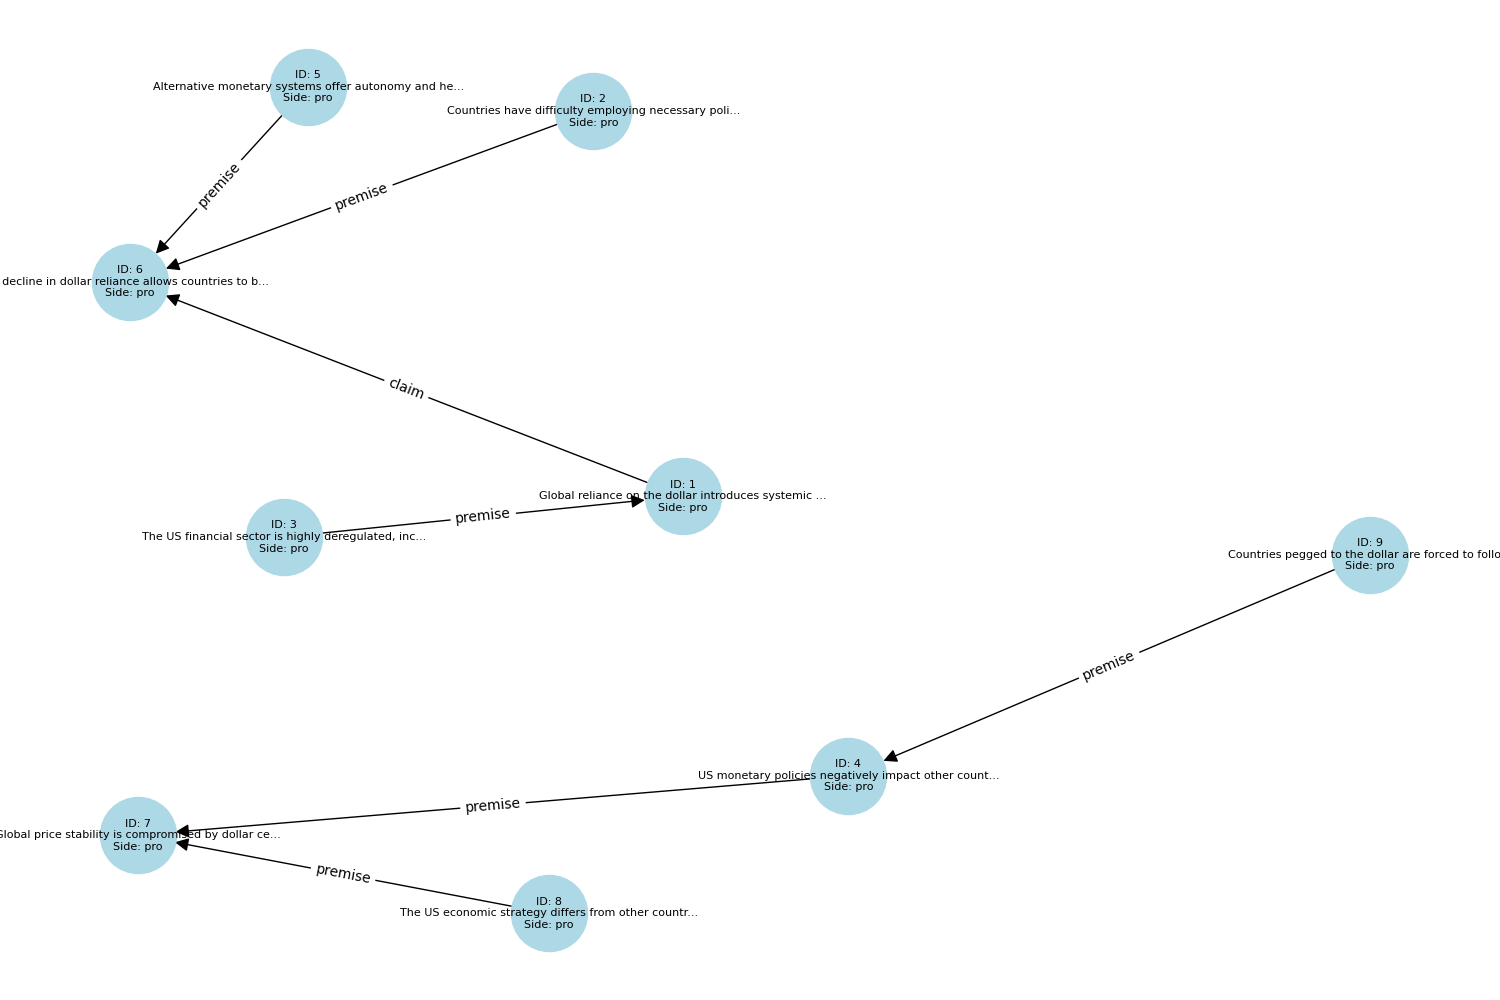 ID: 5
Alternative monetary systems offer autonomy and he...
Side: pro
ID: 2
Countries have difficulty employing necessary poli...
Side: pro
premise
premise
ID: 6
decline in dollar reliance allows countries to b...
Side: pro
claim
ID: 1
Global reliance on the dollar introduces systemic ...
Side: pro
premise
ID: 3
The US financial sector is highly deregulated, inc...
Side: pro
ID: 9
Countries pegged to the dollar are forced to follo
Side: pro
premise
ID: 4
US monetary policies negatively impact other count...
Side: pro
premise
ID: 7
Global price stability is compromised by dollar ce...
Side: pro
premise
ID: 8
The US economic strategy differs from other countr...
Side: pro